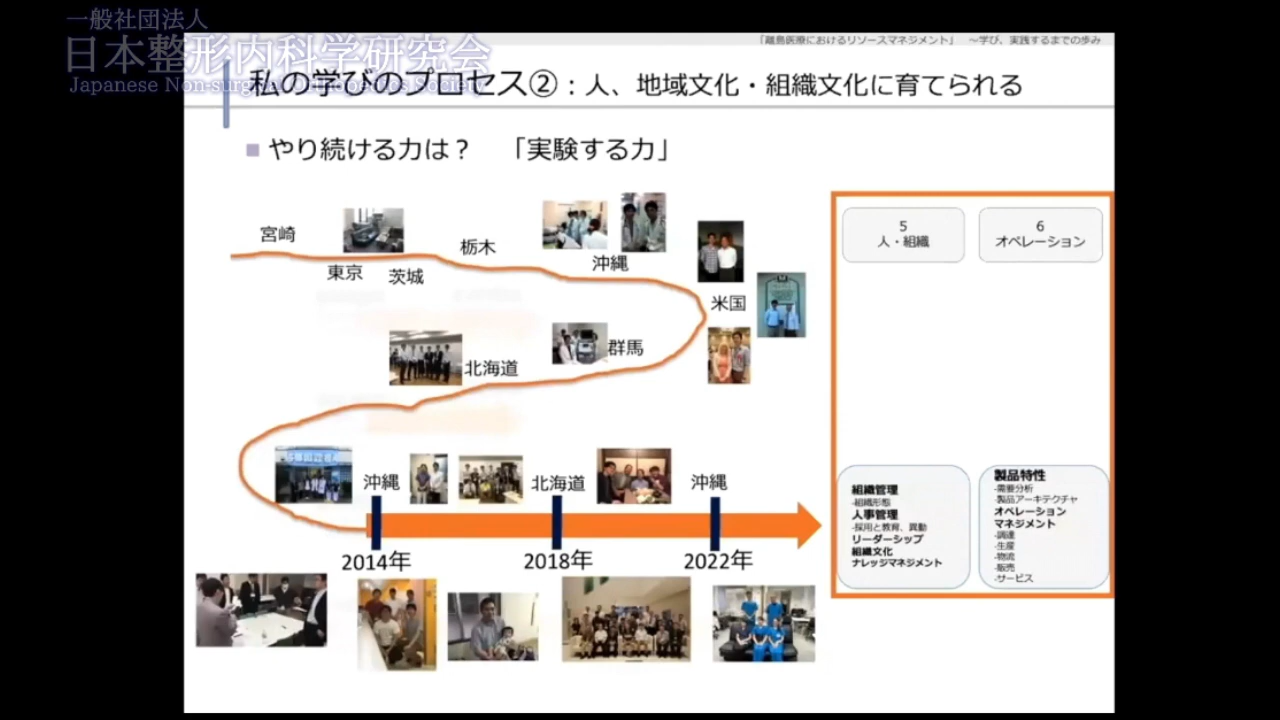 一般社団法人
日本整形内科学研究会
Japanese Non-surgical Orthopedics Society
「離島医療におけるリソースマネジメント」　～学び、実践するまでの歩み
私の学びのプロセス②：人、地域文化・組織文化に育てられる
やり続ける力は？　「実験する力」
宮崎
東京
茨城
栃木
沖縄
米国
群馬
北海道
沖縄
北海道
沖縄
2014年
2018年
2022年
5
人・組織
6
オペレーション
組織管理
-組織形態
人事管理
-採用と教育、異動
リーダーシップ
組織文化
ナレッジマネジメント
製品特性
-需要分析
-製品アーキテクチャ
オペレーション
マネジメント
-調達
-生産
-物流
-販売
-サービス